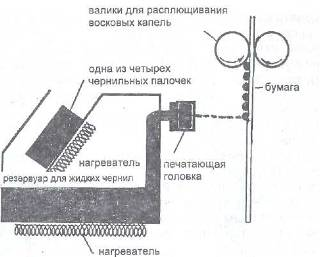 валики для расплющивания
восковых капель
одна из четырех
чернильных палочек
бумага
нагреватель
печатающая
головка
резервуар для жидких чернил
нагреватель